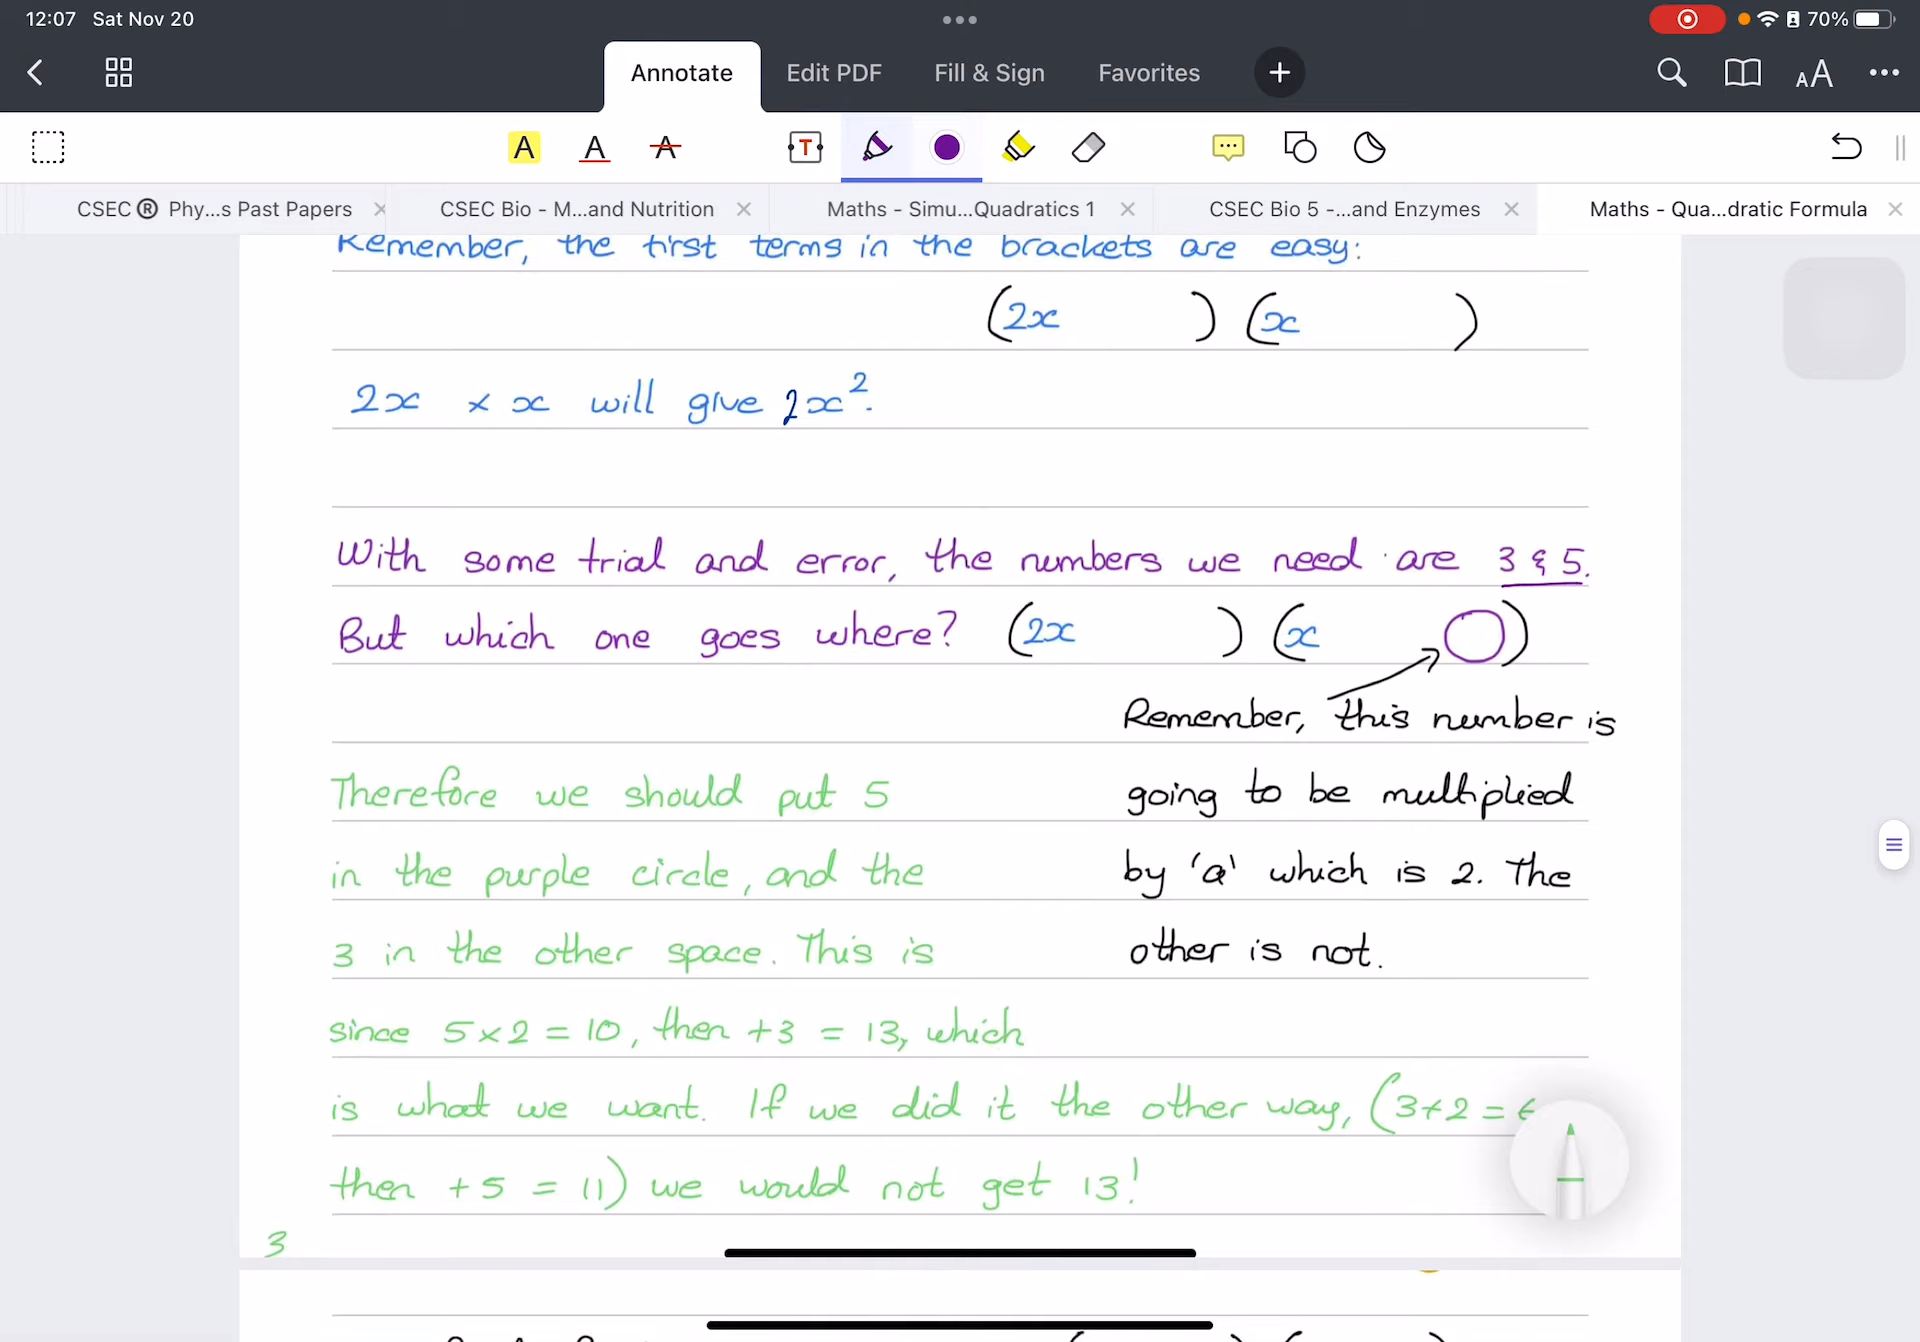 12:07 Sat Nov 20
70%
Annotate Edit PDF Fill & Sign Favorites
A A A T AA
CSEC® Phy...s Past Papers CSEC Bio - M...and Nutrition Maths - Simu...Quadratics 1 CSEC Bio 5 -...and Enzymes Maths - Qua...dratic Formula
Remember, the first terms in the brackets are easy:
(2x ) (x )
2x × x will give 2x².
With some trial and error, the numbers we need are 3 & 5.
But which one goes where? (2x ) (x )
Remember, this number is
going to be multiplied
by 'a' which is 2. The
other is not.
Therefore we should put 5
in the purple circle, and the
3 in the other space. This is
since 5×2 = 10, then +3 = 13, which
is what we want. If we did it the other way, (3×2 =
then +5 = 11) we would not get 13!
3